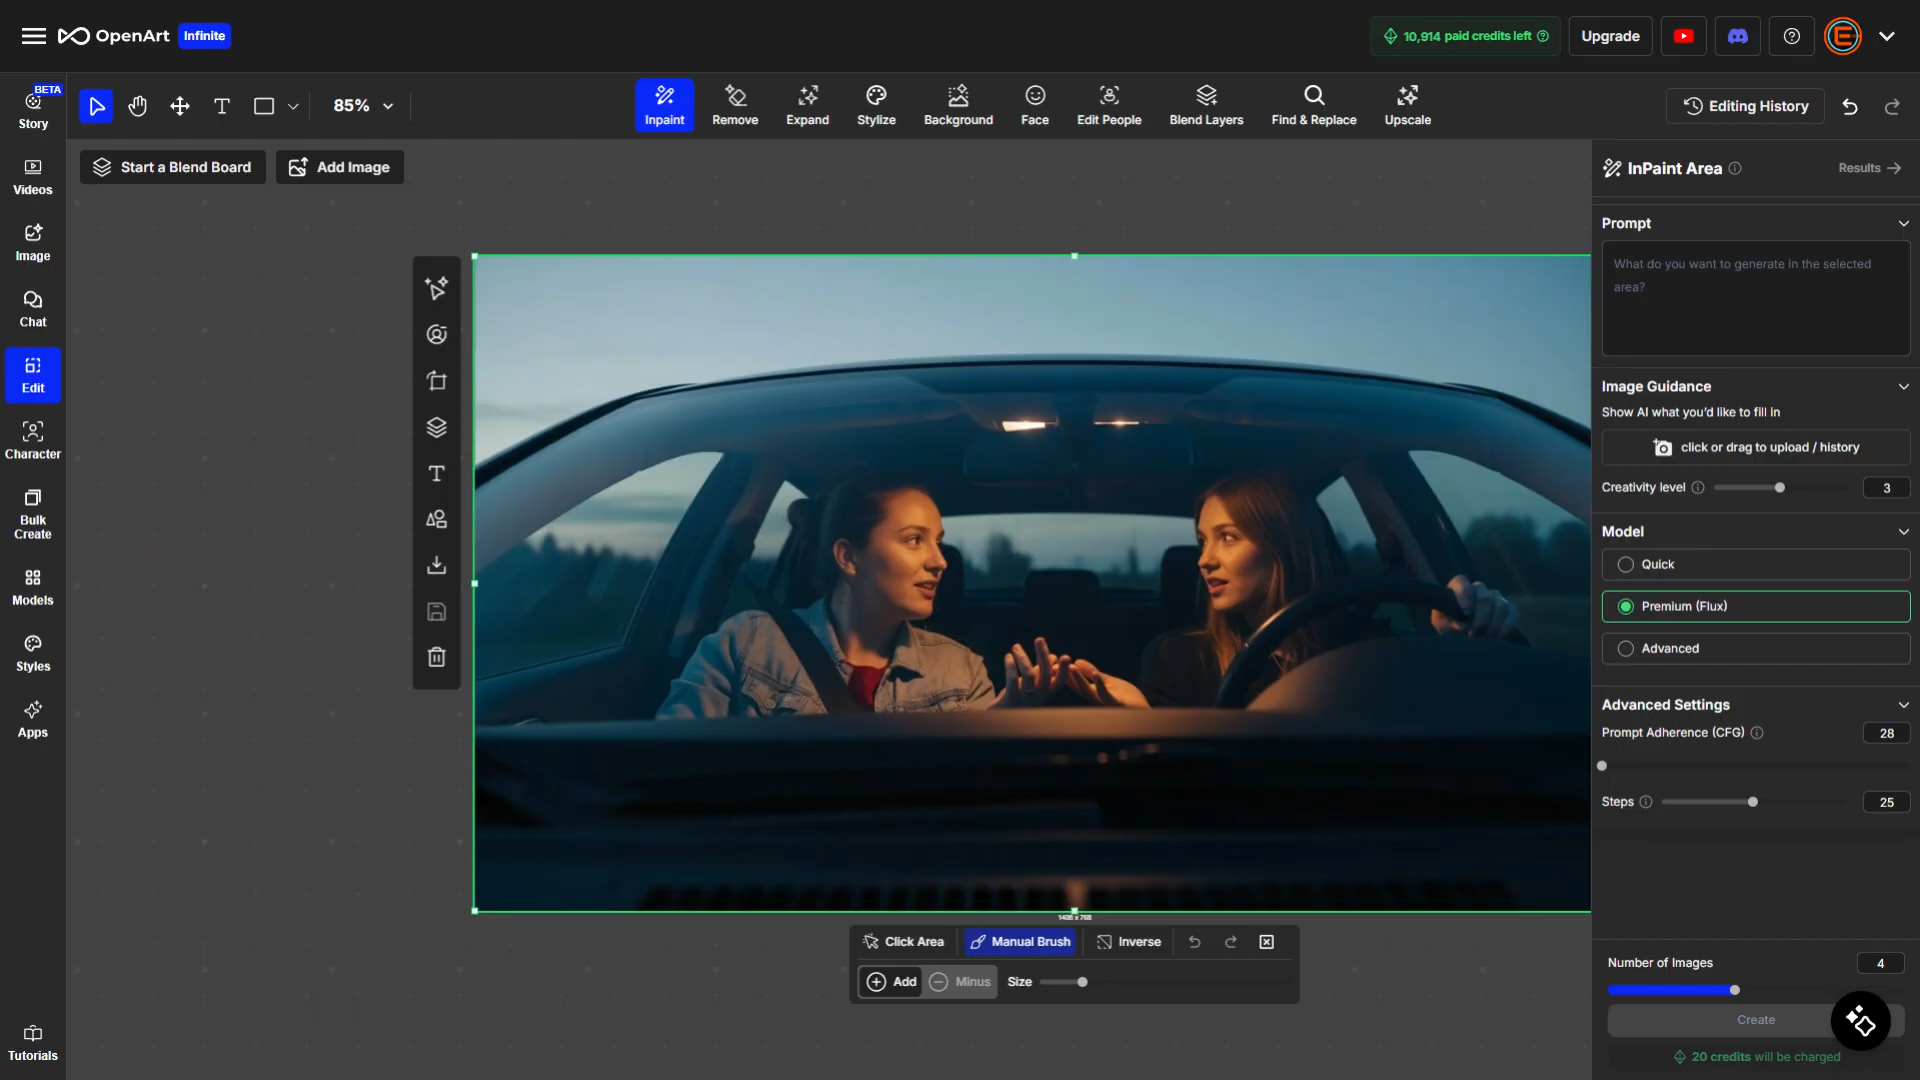 OpenArt Infinite
10,914 paid credits left
Upgrade
BETA
Story
Videos
Image
Chat
Edit
Character
Bulk
Create
Models
Styles
Apps
Tutorials
85%
Inpaint
Remove
Expand
Stylize
Background
Face
Edit People
Blend Layers
Find & Replace
Upscale
Editing History
Start a Blend Board
Add Image
InPaint Area
Results
Prompt
What do you want to generate in the selected
area?
Image Guidance
Show AI what you'd like to fill in
click or drag to upload / history
Creativity level 3
Model
Quick
Premium (Flux)
Advanced
Advanced Settings
Prompt Adherence (CFG) 28
Steps 25
1408 x 768
Click Area
Manual Brush
Inverse
Add
Minus
Size
Number of Images 4
Create
20 credits will be charged